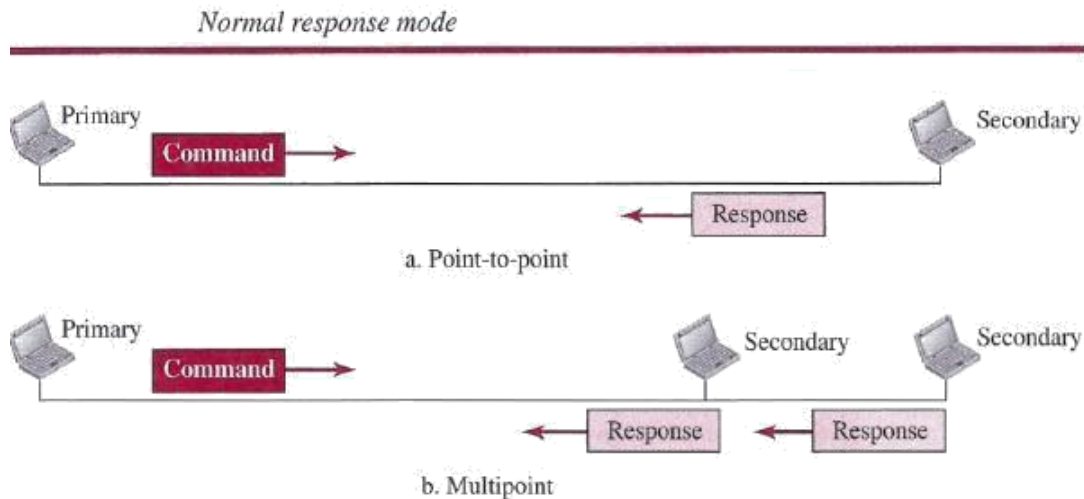 Normal response mode
Primary
Secondary
Command
Response
a. Point-to-point
Primary
Secondary
Secondary
Command
Response
Response
b. Multipoint